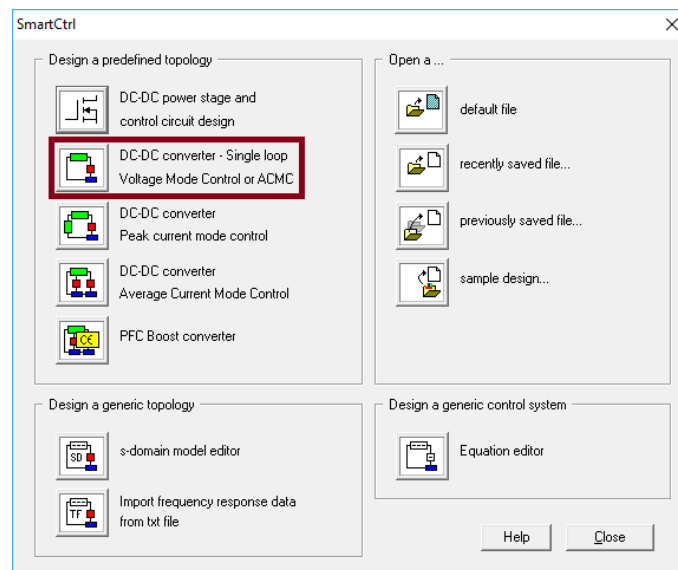 SmartCtrl
Design a predefined topology
DC-DC power stage and
control circuit design
DC-DC converter - Single loop
Voltage Mode Control or ACMC
DC-DC converter
Peak current mode control
DC-DC converter
Average Current Mode Control
CE
PFC Boost converter
Open a ...
default file
recently saved file...
previously saved file...
sample design...
Design a generic topology
SD
s-domain model editor
TF
Import frequency response data
from txt file
Design a generic control system
Equation editor
Help
Close